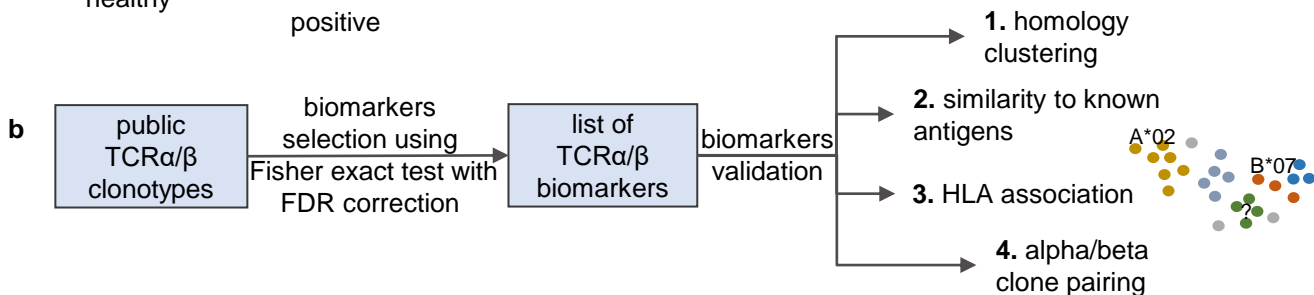 healthy
positive
b
public
TCRα/β
clonotypes
biomarkers
selection using
Fisher exact test with
FDR correction
list of
TCRα/β
biomarkers
biomarkers
validation
1. homology
clustering
2. similarity to known
antigens
3. HLA association
4. alpha/beta
clone pairing
A*02
B*07
?